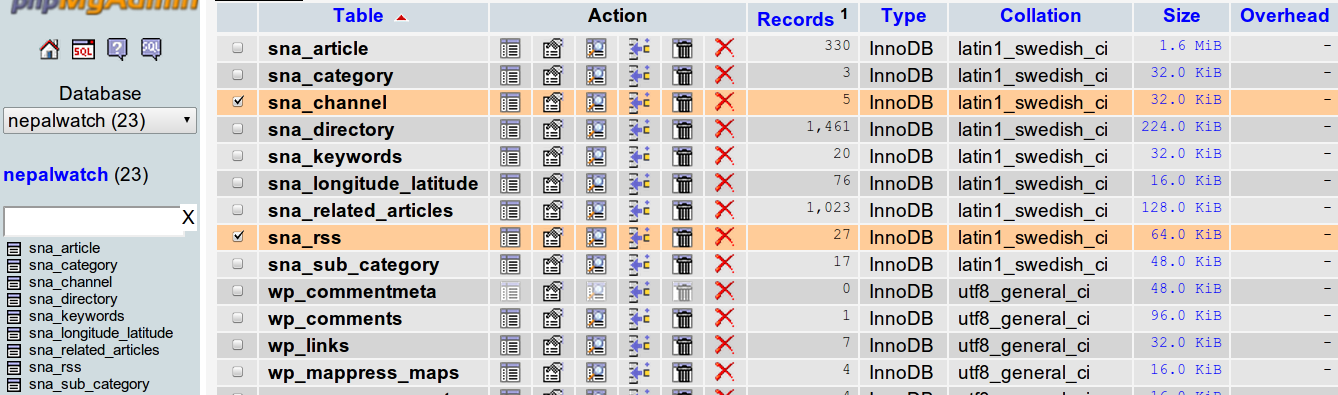 phpMyAdmin
SQL
? SQL
Database
nepalwatch (23)
nepalwatch (23)
X
sna_article
sna_category
sna_channel
sna_directory
sna_keywords
sna_longitude_latitude
sna_related_articles
sna_rss
sna_sub_category
Table Action Records 1 Type Collation Size Overhead
sna_article 330 InnoDB latin1_swedish_ci 1.6 MiB -
sna_category 3 InnoDB latin1_swedish_ci 32.0 KiB -
sna_channel 5 InnoDB latin1_swedish_ci 32.0 KiB -
sna_directory 1,461 InnoDB latin1_swedish_ci 224.0 KiB -
sna_keywords 20 InnoDB latin1_swedish_ci 32.0 KiB -
sna_longitude_latitude 76 InnoDB latin1_swedish_ci 16.0 KiB -
sna_related_articles 1,023 InnoDB latin1_swedish_ci 128.0 KiB -
sna_rss 27 InnoDB latin1_swedish_ci 64.0 KiB -
sna_sub_category 17 InnoDB latin1_swedish_ci 48.0 KiB -
wp_commentmeta 0 InnoDB utf8_general_ci 48.0 KiB -
wp_comments 1 InnoDB utf8_general_ci 96.0 KiB -
wp_links 7 InnoDB utf8_general_ci 32.0 KiB -
wp_mappress_maps 4 InnoDB utf8_general_ci 16.0 KiB -